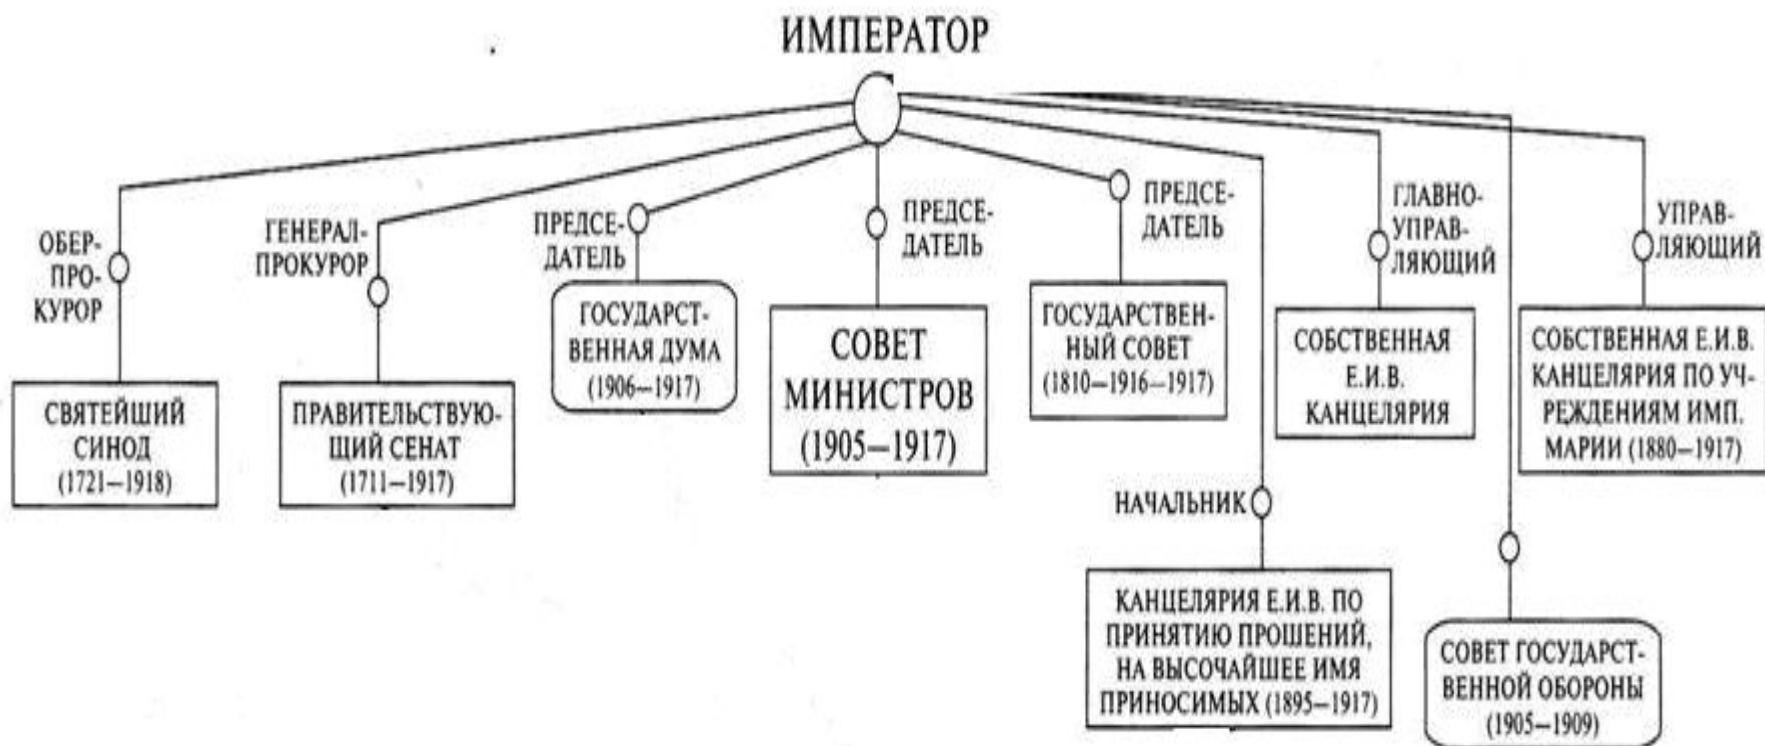 ИМПЕРАТОР
ОБЕР-
ПРО-
КУРОР
СВЯТЕЙШИЙ
СИНОД
(1721—1918)
ГЕНЕРАЛ-
ПРОКУРОР
ПРАВИТЕЛЬСТВУЮ-
ЩИЙ СЕНАТ
(1711—1917)
ПРЕДСЕ-
ДАТЕЛЬ
ГОСУДАРСТ-
ВЕННАЯ ДУМА
(1906—1917)
ПРЕДСЕ-
ДАТЕЛЬ
СОВЕТ
МИНИСТРОВ
(1905—1917)
ПРЕДСЕ-
ДАТЕЛЬ
ГОСУДАРСТВЕН-
НЫЙ СОВЕТ
(1810—1916—1917)
НАЧАЛЬНИК
КАНЦЕЛЯРИЯ Е.И.В. ПО
ПРИНЯТИЮ ПРОШЕНИЙ,
НА ВЫСОЧАЙШЕЕ ИМЯ
ПРИНОСИМЫХ (1895—1917)
ГЛАВНО-
УПРАВ-
ЛЯЮЩИЙ
СОБСТВЕННАЯ
Е.И.В.
КАНЦЕЛЯРИЯ
СОВЕТ ГОСУДАРСТ-
ВЕННОЙ ОБОРОНЫ
(1905—1909)
УПРАВ-
ЛЯЮЩИЙ
СОБСТВЕННАЯ Е.И.В.
КАНЦЕЛЯРИЯ ПО УЧ-
РЕЖДЕНИЯМ ИМП.
МАРИИ (1880—1917)